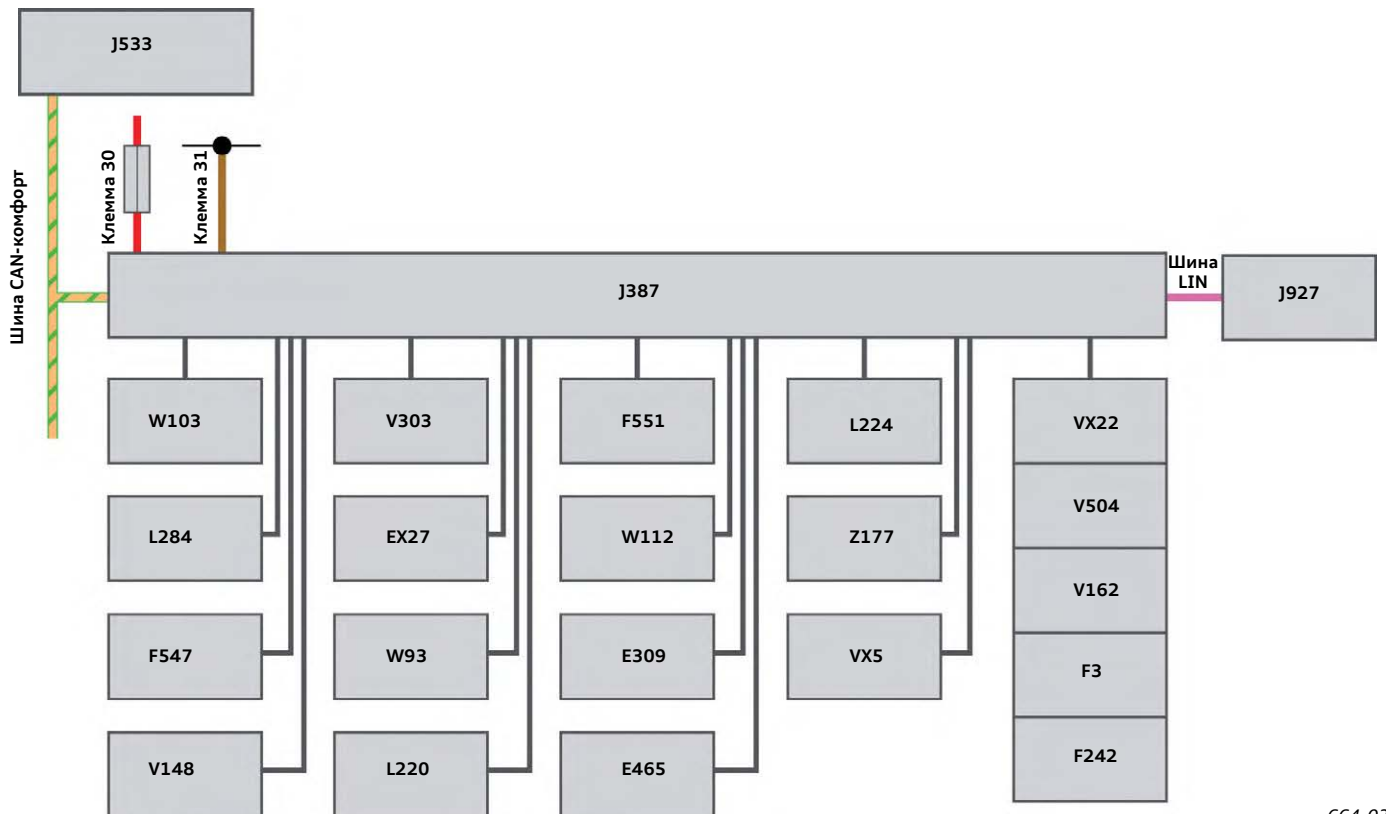 J533
Шина CAN-комфорт
Клемма 30
Клемма 31
J387
Шина
LIN
J927
W103
V303
F551
L224
VX22
L284
EX27
W112
Z177
V504
V162
F547
W93
E309
VX5
F3
V148
L220
E465
F242